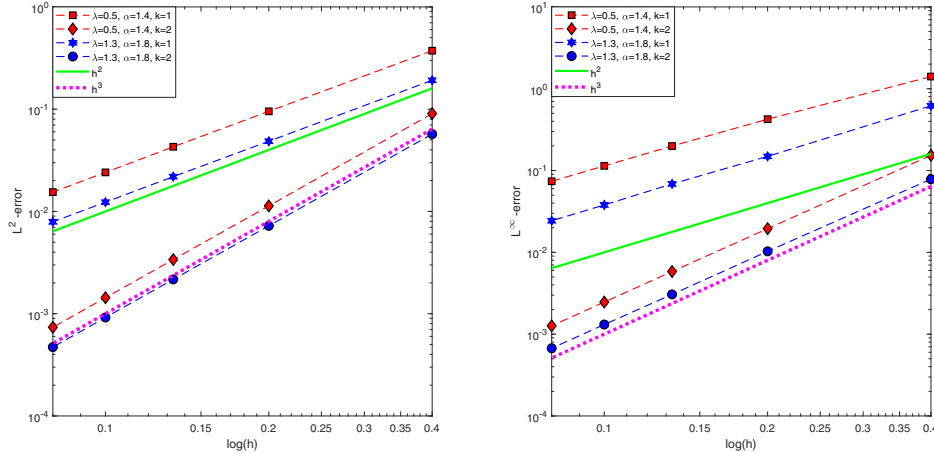 10^0
10^-1
10^-2
10^-3
10^-4
L^2 -error
λ=0.5, α=1.4, k=1
λ=0.5, α=1.4, k=2
λ=1.3, α=1.8, k=1
λ=1.3, α=1.8, k=2
h^2
h^3
0.1 0.15 0.2 0.25 0.3 0.35 0.4
log(h)
10^1
10^0
10^-1
10^-2
10^-3
10^-4
L^∞-error
λ=0.5, α=1.4, k=1
λ=0.5, α=1.4, k=2
λ=1.3, α=1.8, k=1
λ=1.3, α=1.8, k=2
h^2
h^3
0.1 0.15 0.2 0.25 0.3 0.35 0.4
log(h)